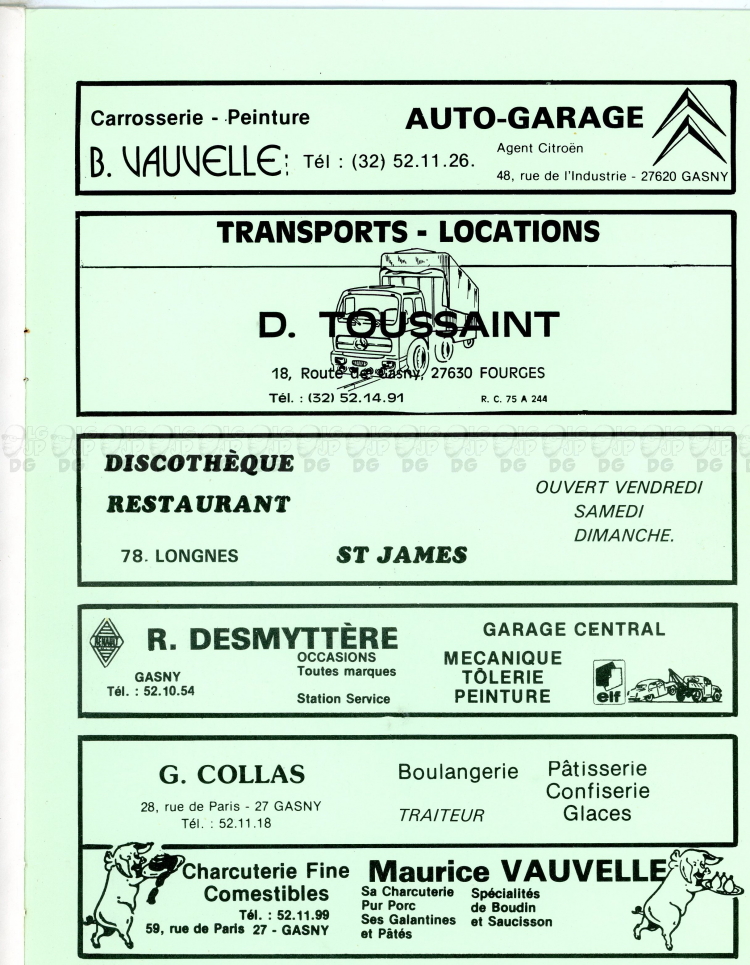 Carrosserie - Peinture
AUTO-GARAGE
B. VAUVELLE: Tél : (32) 52.11.26.
Agent Citroën
48, rue de l'Industrie - 27620 GASNY
TRANSPORTS - LOCATIONS
D. TOUSSAINT
18, Route de Gasny, 27630 FOURGES
Tél. : (32) 52.14.91
R. C. 75 A 244
DISCOTHÈQUE
RESTAURANT
OUVERT VENDREDI
SAMEDI
DIMANCHE.
78. LONGNES
ST JAMES
RENAULT
R. DESMYTTÈRE
OCCASIONS
Toutes marques
GASNY
Tél. : 52.10.54
Station Service
GARAGE CENTRAL
MECANIQUE
TÔLERIE
PEINTURE
elf
G. COLLAS
28, rue de Paris - 27 GASNY
Tél. : 52.11.18
Boulangerie
TRAITEUR
Pâtisserie
Confiserie
Glaces
Charcuterie Fine
Comestibles
Tél. : 52.11.99
59, rue de Paris 27 - GASNY
Maurice VAUVELLE
Sa Charcuterie
Pur Porc
Ses Galantines
et Pâtés
Spécialités
de Boudin
et Saucisson